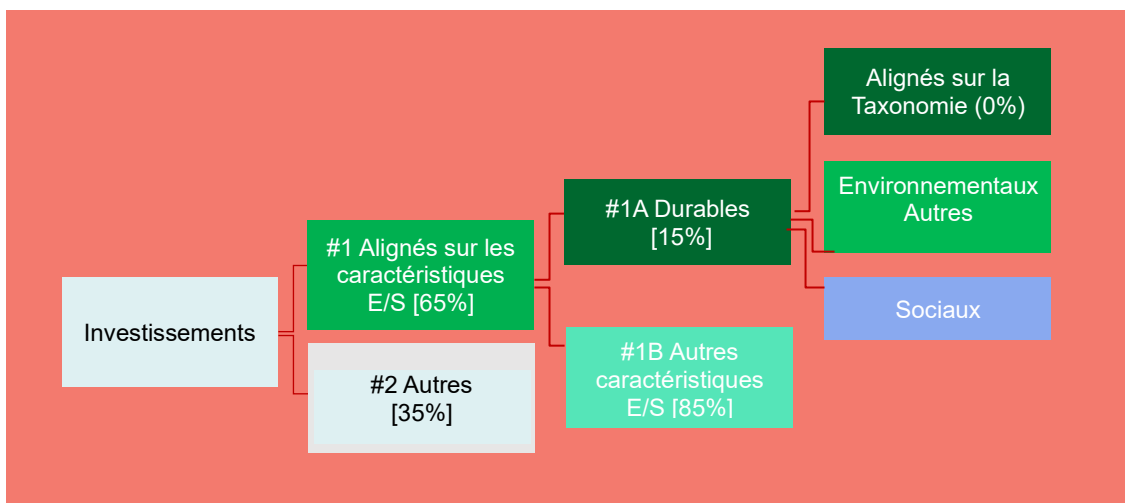 Investissements
#1 Alignés sur les
caractéristiques
E/S [65%]
#2 Autres
[35%]
#1A Durables
[15%]
#1B Autres
caractéristiques
E/S [85%]
Alignés sur la
Taxonomie (0%)
Environnementaux
Autres
Sociaux